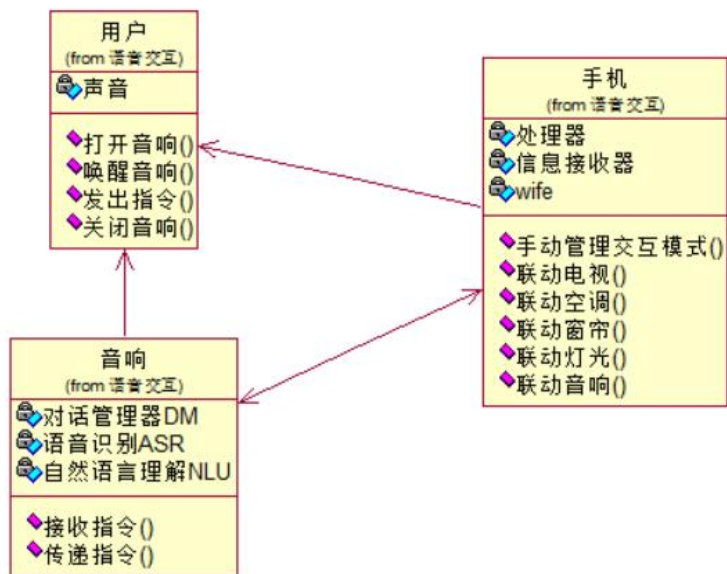 用户
(from 语音交互)
声音
打开音响()
唤醒音响()
发出指令()
关闭音响()
手机
(from 语音交互)
处理器
信息接收器
wife
手动管理交互模式()
联动电视()
联动空调()
联动窗帘()
联动灯光()
联动音响()
音响
(from 语音交互)
对话管理器DM
语音识别ASR
自然语言理解NLU
接收指令()
传递指令()